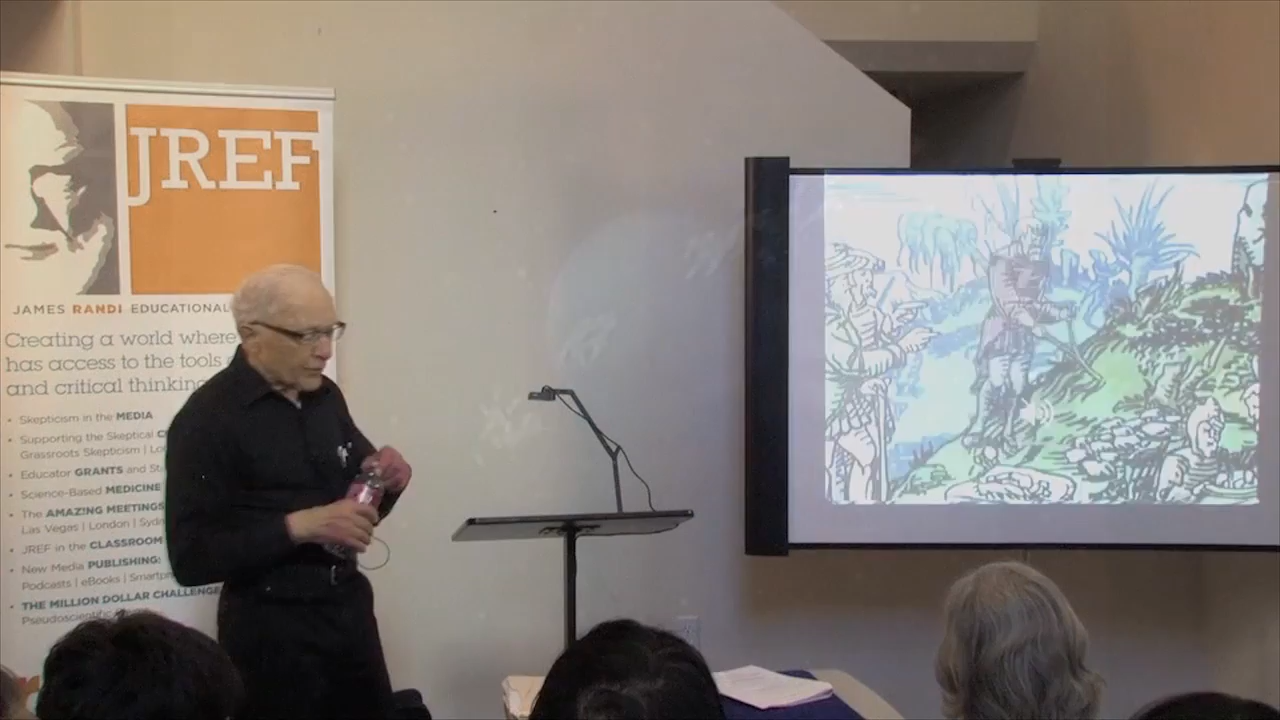 JREF
JAMES RANDI EDUCATIONAL
Creating a world where
has access to the tools
and critical thinking
• Skepticism in the MEDIA
• Supporting the Skeptical
Grassroots Skepticism |
• Educator GRANTS and
• Science-Based MEDICINE
• The AMAZING MEETINGS
Las Vegas | London |
• JREF in the CLASSROOM
• New Media PUBLISHING:
Podcasts | eBooks |
• THE MILLION DOLLAR CHALLENGE